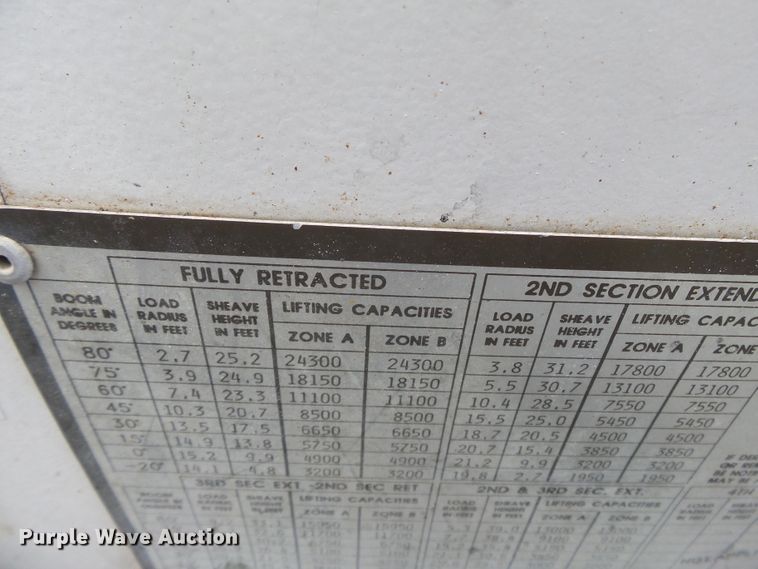 FULLY RETRACTED
2ND SECTION EXTEND
BOOM ANGLE IN DEGREES
LOAD RADIUS IN FEET
SHEAVE HEIGHT IN FEET
LIFTING CAPACITIES
ZONE A ZONE B
LOAD RADIUS IN FEET
SHEAVE HEIGHT IN FEET
LIFTING CAPAC
ZONE A ZONE
80° 2.7 25.2 24300 24300 3.8 31.2 17800 17800
75° 3.9 24.9 18150 18150 5.5 30.7 13100 13100
60° 7.4 23.3 11100 11100 10.4 28.5 7550 7550
45° 10.3 20.7 8500 8500 15.5 25.0 5450 5450
30° 13.5 17.5 6650 6650 18.7 20.5 4500 4500
15° 14.9 13.8 5750 5750 20.7 15.4 3850 3850
0° 15.2 9.9 4900 4900 21.2 9.9 3200 3200
-20° 14.1 4.8 3200 3200 19.8 2.7 1950 1950
3RD SEC EXT.-2ND SEC RET
2ND & 3RD SEC. EXT.
4TH
LIFTING CAPACITIES
ZONE A ZONE B
LIFTING CAPACITIES
ZONE A ZONE B
15950 15950
11700 11700
Purple Wave Auction